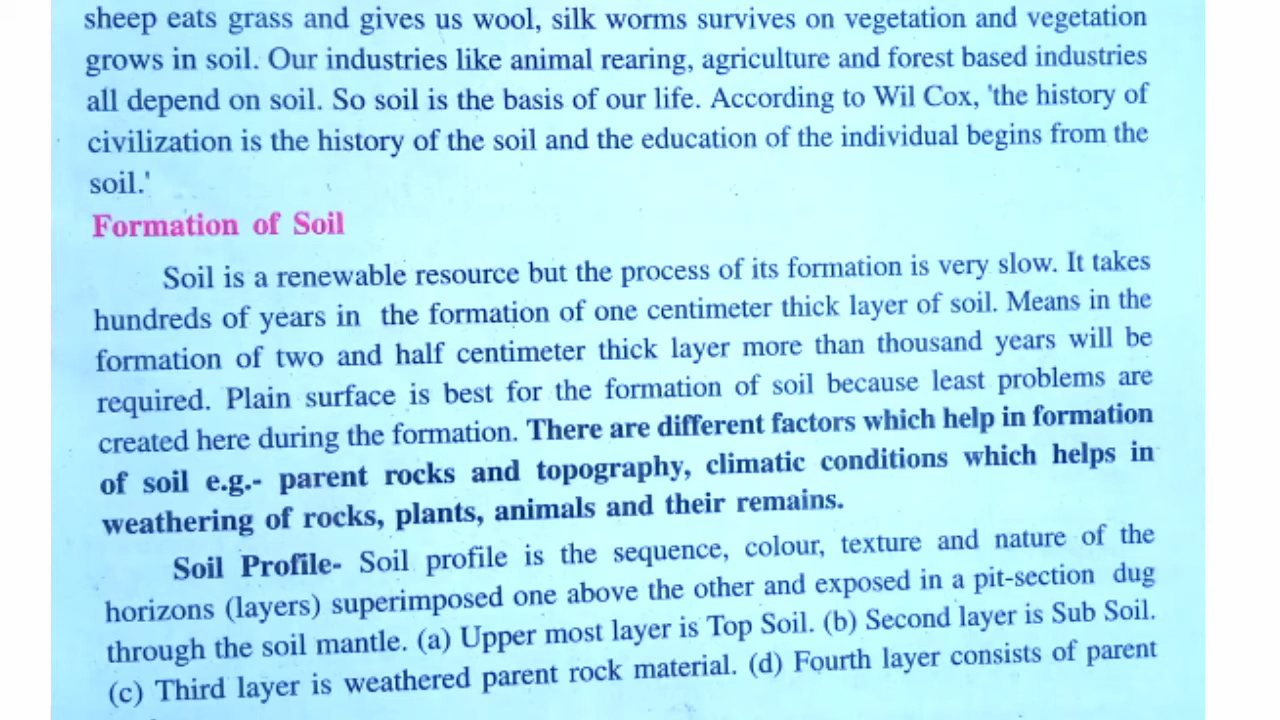 sheep eats grass and gives us wool, silk worms survives on vegetation and vegetation
grows in soil. Our industries like animal rearing, agriculture and forest based industries
all depend on soil. So soil is the basis of our life. According to Wil Cox, 'the history of
civilization is the history of the soil and the education of the individual begins from the
soil.'
Formation of Soil
Soil is a renewable resource but the process of its formation is very slow. It takes
hundreds of years in the formation of one centimeter thick layer of soil. Means in the
formation of two and half centimeter thick layer more than thousand years will be
required. Plain surface is best for the formation of soil because least problems are
created here during the formation. There are different factors which help in formation
of soil e.g.- parent rocks and topography, climatic conditions which helps in
weathering of rocks, plants, animals and their remains.
Soil Profile- Soil profile is the sequence, colour, texture and nature of the
horizons (layers) superimposed one above the other and exposed in a pit-section dug
through the soil mantle. (a) Upper most layer is Top Soil. (b) Second layer is Sub Soil.
(c) Third layer is weathered parent rock material. (d) Fourth layer consists of parent